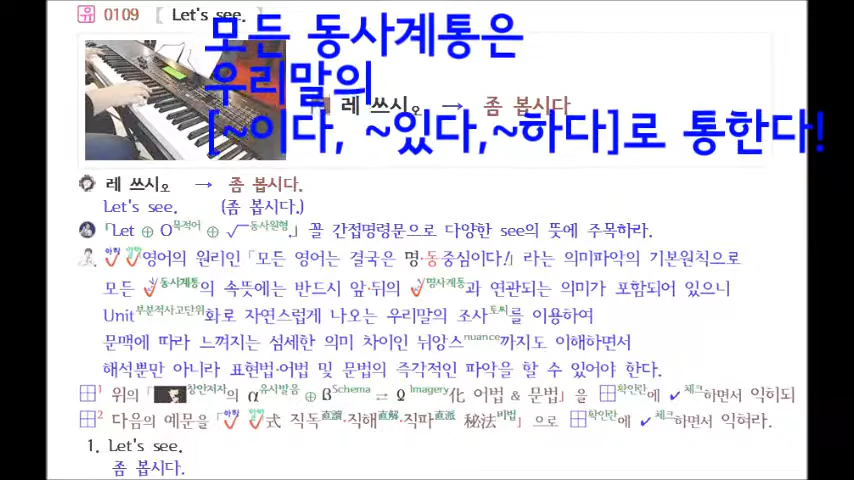 유 0109 〖 Let's see. 〗
모든 동사계통은
우리말의
[~이다, ~있다,~하다]로 통한다!
레 쓰시오 → 좀 봅시다
레 쓰시오 → 좀 봅시다.
Let's see. (좀 봅시다.)
「Let ⊕ O목적어 ⊕ √─동사원형.」 꼴 간접명령문으로 다양한 see의 뜻에 주목하라.
영어의 원리인 「모든 영어는 결국은 명·동중심이다!」 라는 의미파악의 기본원칙으로
모든 동사계통의 속뜻에는 반드시 앞·뒤의 명사계통과 연관되는 의미가 포함되어 있으니
Unit부분적사고단위화로 자연스럽게 나오는 우리말의 조사토씨를 이용하여
문맥에 따라 느껴지는 섬세한 의미 차이인 뉘앙스nuance까지도 이해하면서
해석뿐만 아니라 표현법·어법 및 문법의 즉각적인 파악을 할 수 있어야 한다.
1 위의 「창안저자의 α유사발음 ⊕ ßSchema ⇄ Ω Imagery化 어법 & 문법」을 확인란에 ✔체크하면서 익히되
2 다음의 예문을 「式 직독直讀·직해直解·직파直派 秘法비법」으로 확인란에 ✔체크하면서 익혀라.
1. Let's see.
좀 봅시다.